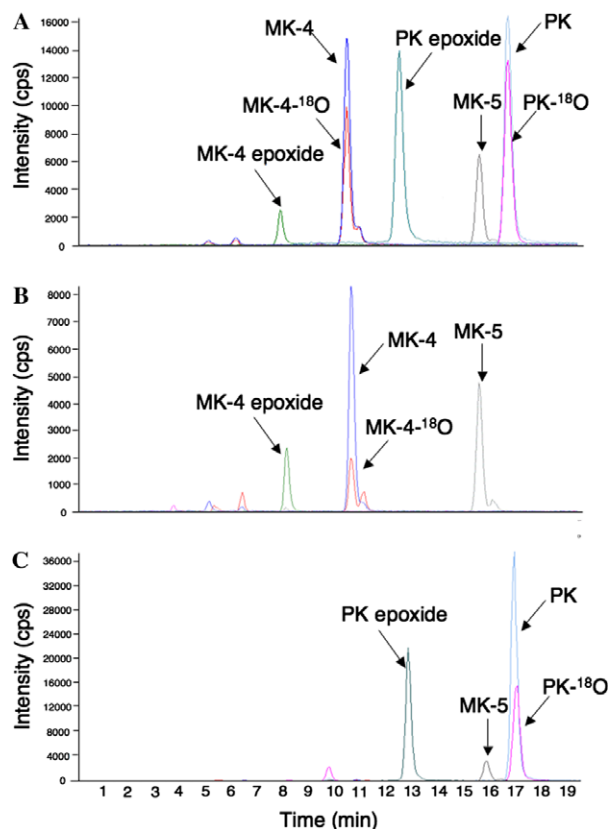 A
Intensity (cps)
16000
14000
12000
10000
8000
6000
4000
2000
0
MK-4
PK epoxide
PK
MK-4-¹⁸O
MK-5
PK-¹⁸O
MK-4 epoxide
B
Intensity (cps)
8000
7000
6000
5000
4000
3000
2000
1000
0
MK-4
MK-5
MK-4 epoxide
MK-4-¹⁸O
C
Intensity (cps)
36000
32000
28000
24000
20000
16000
12000
8000
4000
0
PK
PK epoxide
MK-5
PK-¹⁸O
1 2 3 4 5 6 7 8 9 10 11 12 13 14 15 16 17 18 19
Time (min)